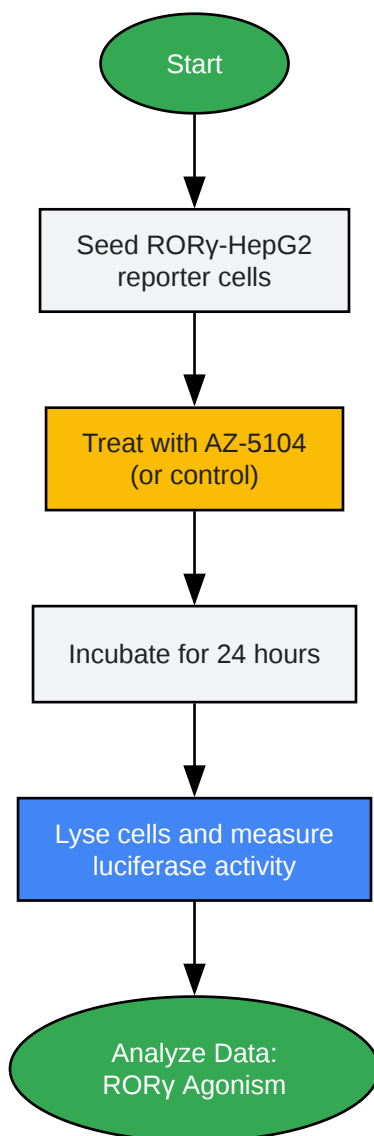 Start
Seed RORγ-HepG2
reporter cells
Treat with AZ-5104
(or control)
Incubate for 24 hours
Lyse cells and measure
luciferase activity
Analyze Data:
RORγ Agonism